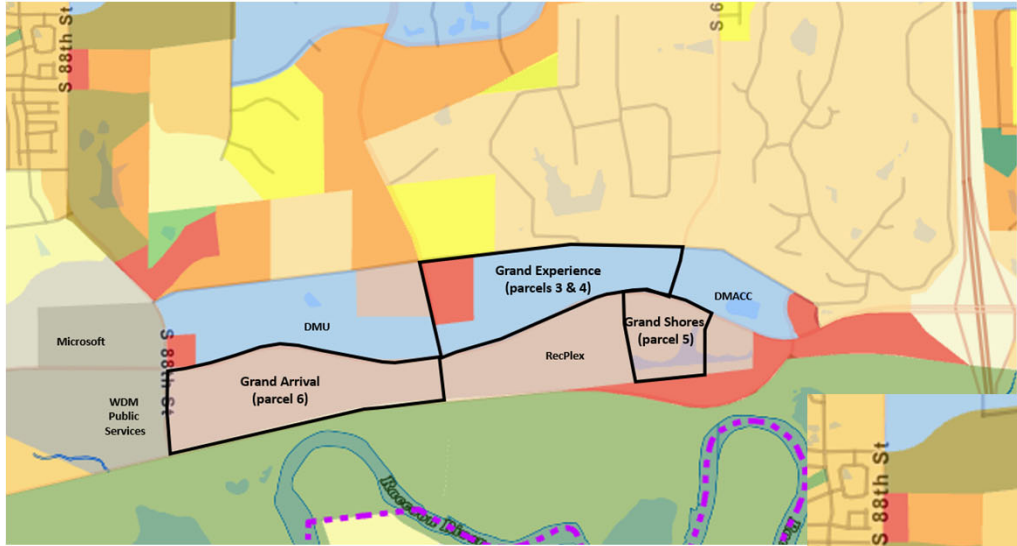 S 88th St
S 6
Grand Experience
(parcels 3 & 4)
DMACC
Grand Shores
(parcel 5)
DMU
Microsoft
S 88th St
RecPlex
Grand Arrival
(parcel 6)
WDM
Public
Services
S 88th St